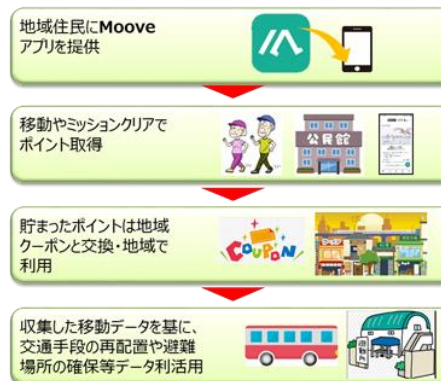 地域住民にMoove
アプリを提供
移動やミッションクリアで
ポイント取得
公民館
貯まったポイントは地域
クーポンと交換・地域で
利用
COUPON
収集した移動データを基に、
交通手段の再配置や避難
場所の確保等データ利活用